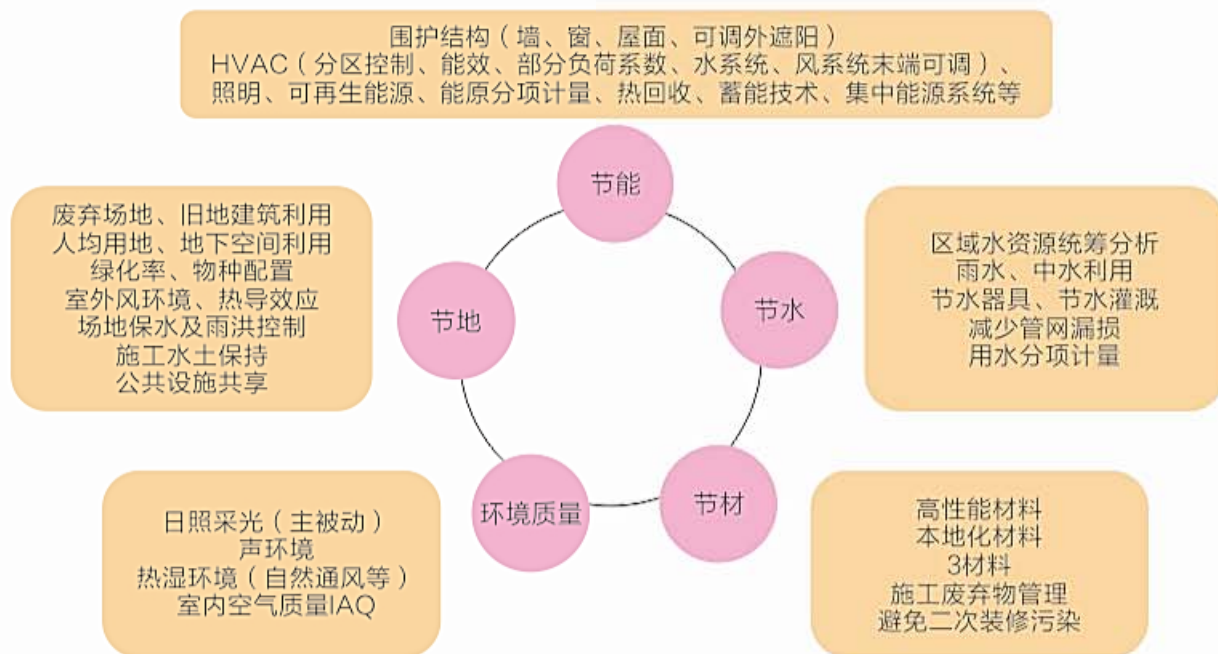 围护结构（墙、窗、屋面、可调外遮阳）
HVAC（分区控制、能效、部分负荷系数、水系统、风系统末端可调）、
照明、可再生能源、能原分项计量、热回收、蓄能技术、集中能源系统等
节能
废弃场地、旧地建筑利用
人均用地、地下空间利用
绿化率、物种配置
室外风环境、热导效应
场地保水及雨洪控制
施工水土保持
公共设施共享
节地
节水
区域水资源统筹分析
雨水、中水利用
节水器具、节水灌溉
减少管网漏损
用水分项计量
日照采光（主被动）
声环境
热湿环境（自然通风等）
室内空气质量IAQ
环境质量
节材
高性能材料
本地化材料
3材料
施工废弃物管理
避免二次装修污染